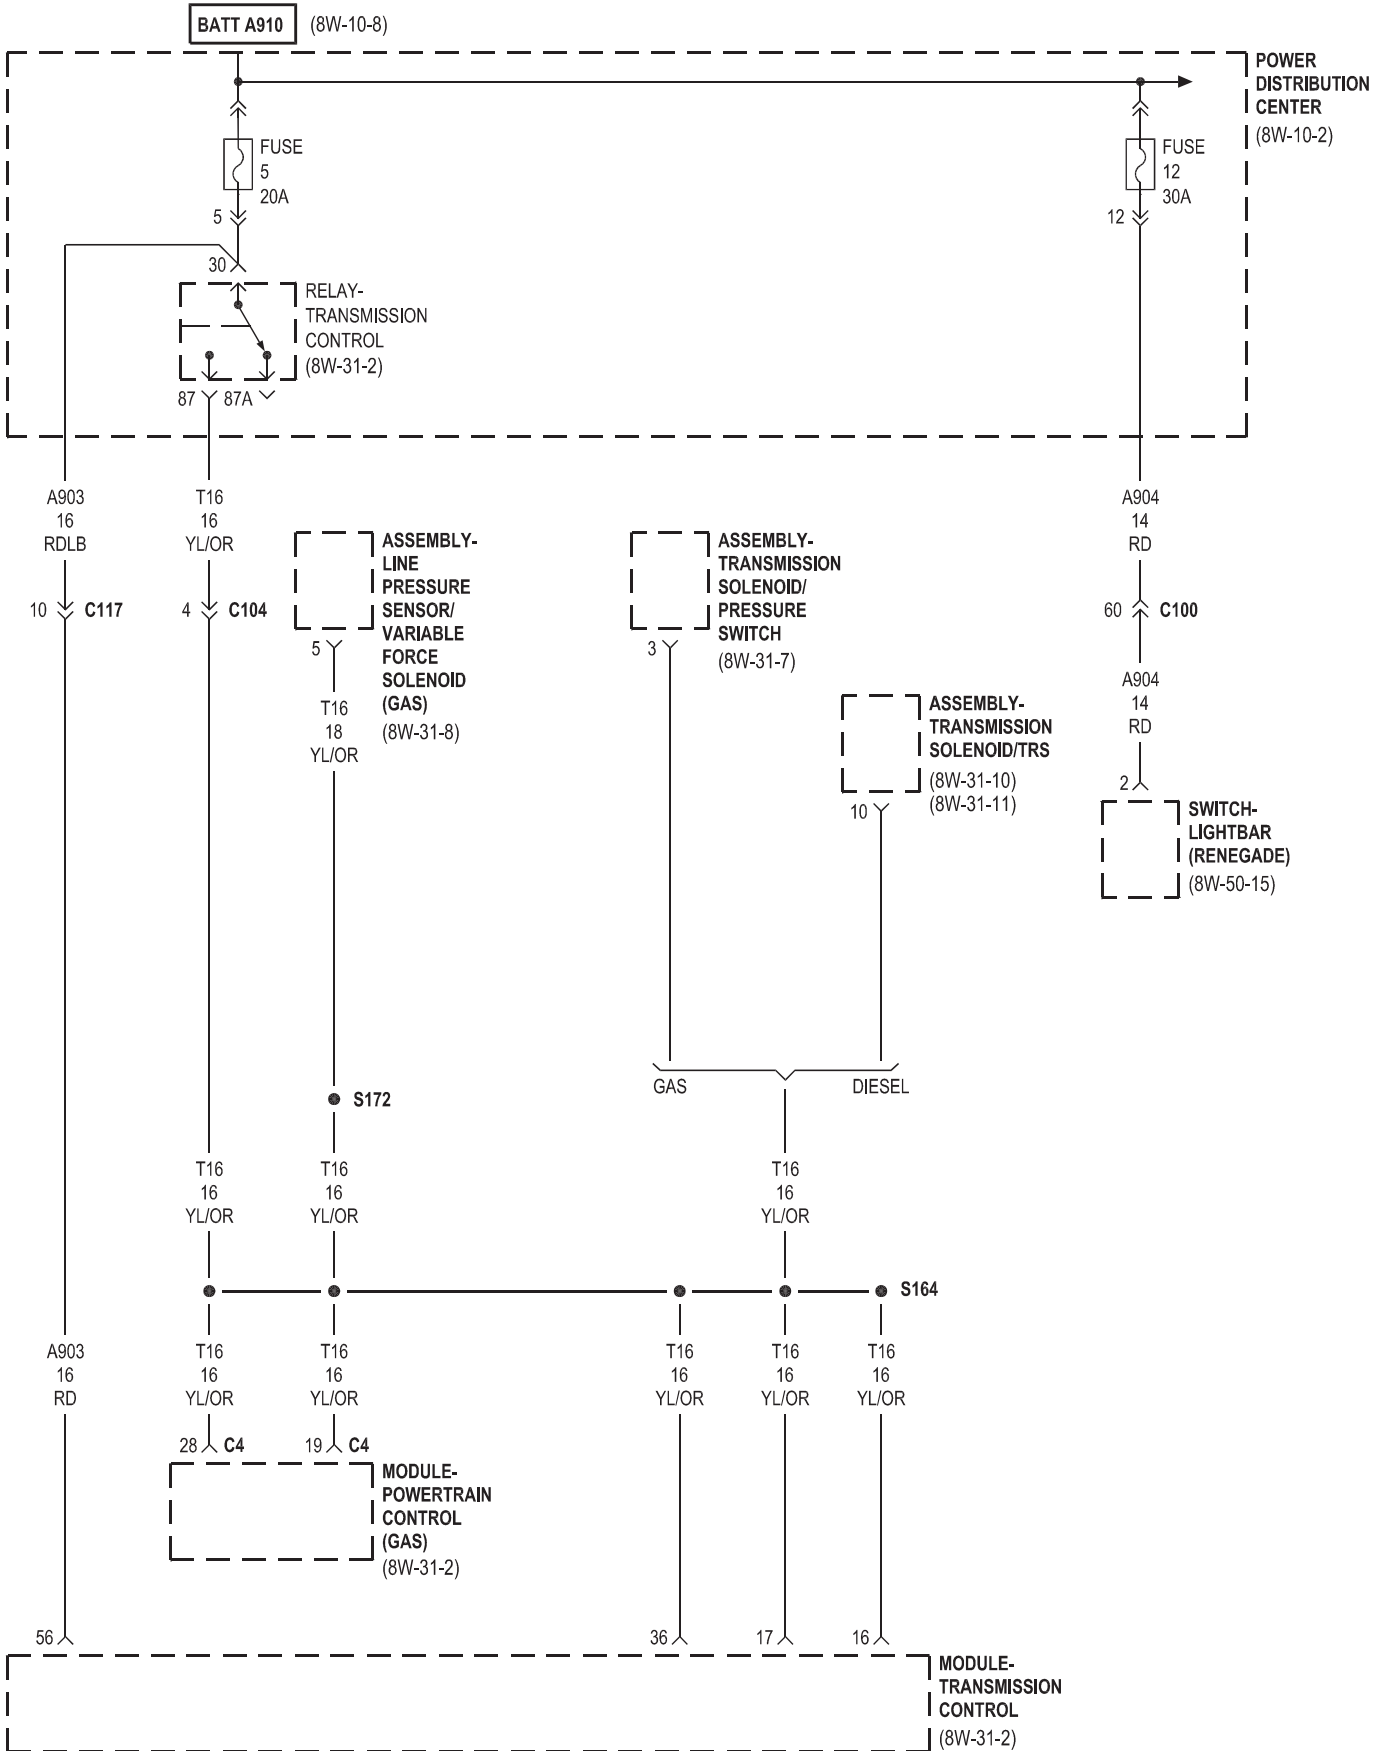 BATT A910 (8W-10-8)
POWER
DISTRIBUTION
CENTER
(8W-10-2)
FUSE
5
20A
5
FUSE
12
30A
12
30
RELAY-
TRANSMISSION
CONTROL
(8W-31-2)
87 87A
A903
16
RDLB
T16
16
YL/OR
A904
14
RD
10 C117
4 C104
ASSEMBLY-
LINE
PRESSURE
SENSOR/
VARIABLE
FORCE
SOLENOID
(GAS)
(8W-31-8)
5
T16
18
YL/OR
ASSEMBLY-
TRANSMISSION
SOLENOID/
PRESSURE
SWITCH
(8W-31-7)
3
60 C100
A904
14
RD
2
ASSEMBLY-
TRANSMISSION
SOLENOID/TRS
(8W-31-10)
(8W-31-11)
10
SWITCH-
LIGHTBAR
(RENEGADE)
(8W-50-15)
GAS DIESEL
S172
T16
16
YL/OR
T16
16
YL/OR
T16
16
YL/OR
S164
A903
16
RD
T16
16
YL/OR
T16
16
YL/OR
T16
16
YL/OR
T16
16
YL/OR
T16
16
YL/OR
28 C4
19 C4
MODULE-
POWERTRAIN
CONTROL
(GAS)
(8W-31-2)
56 36 17 16
MODULE-
TRANSMISSION
CONTROL
(8W-31-2)